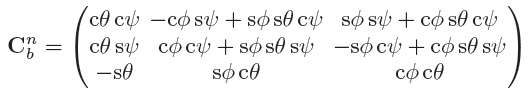 cθ cψ −cϕ sψ + sϕ sθ cψ sϕ sψ + cϕ sθ cψ
C_b^n = cθ sψ cϕ cψ + sϕ sθ sψ −sϕ cψ + cϕ sθ sψ
−sθ sϕ cθ cϕ cθ